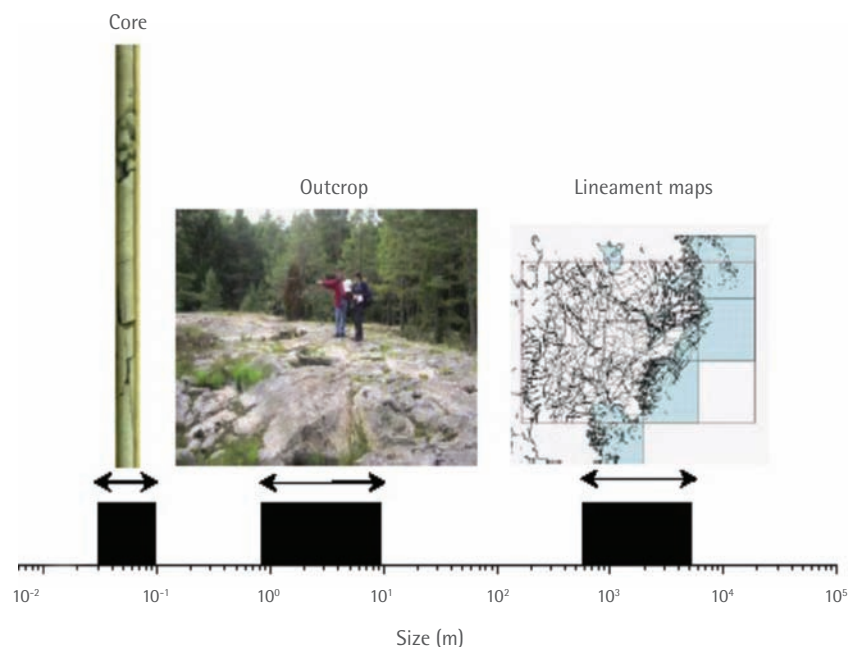 Core
Outcrop
Lineament maps
10⁻² 10⁻¹ 10⁰ 10¹ 10² 10³ 10⁴ 10⁵
Size (m)